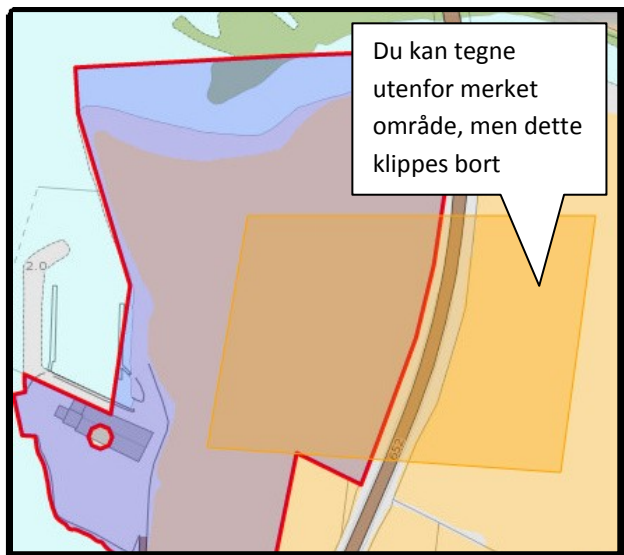 Du kan tegne
utenfor merket
område, men dette
klippes bort
2.0
652